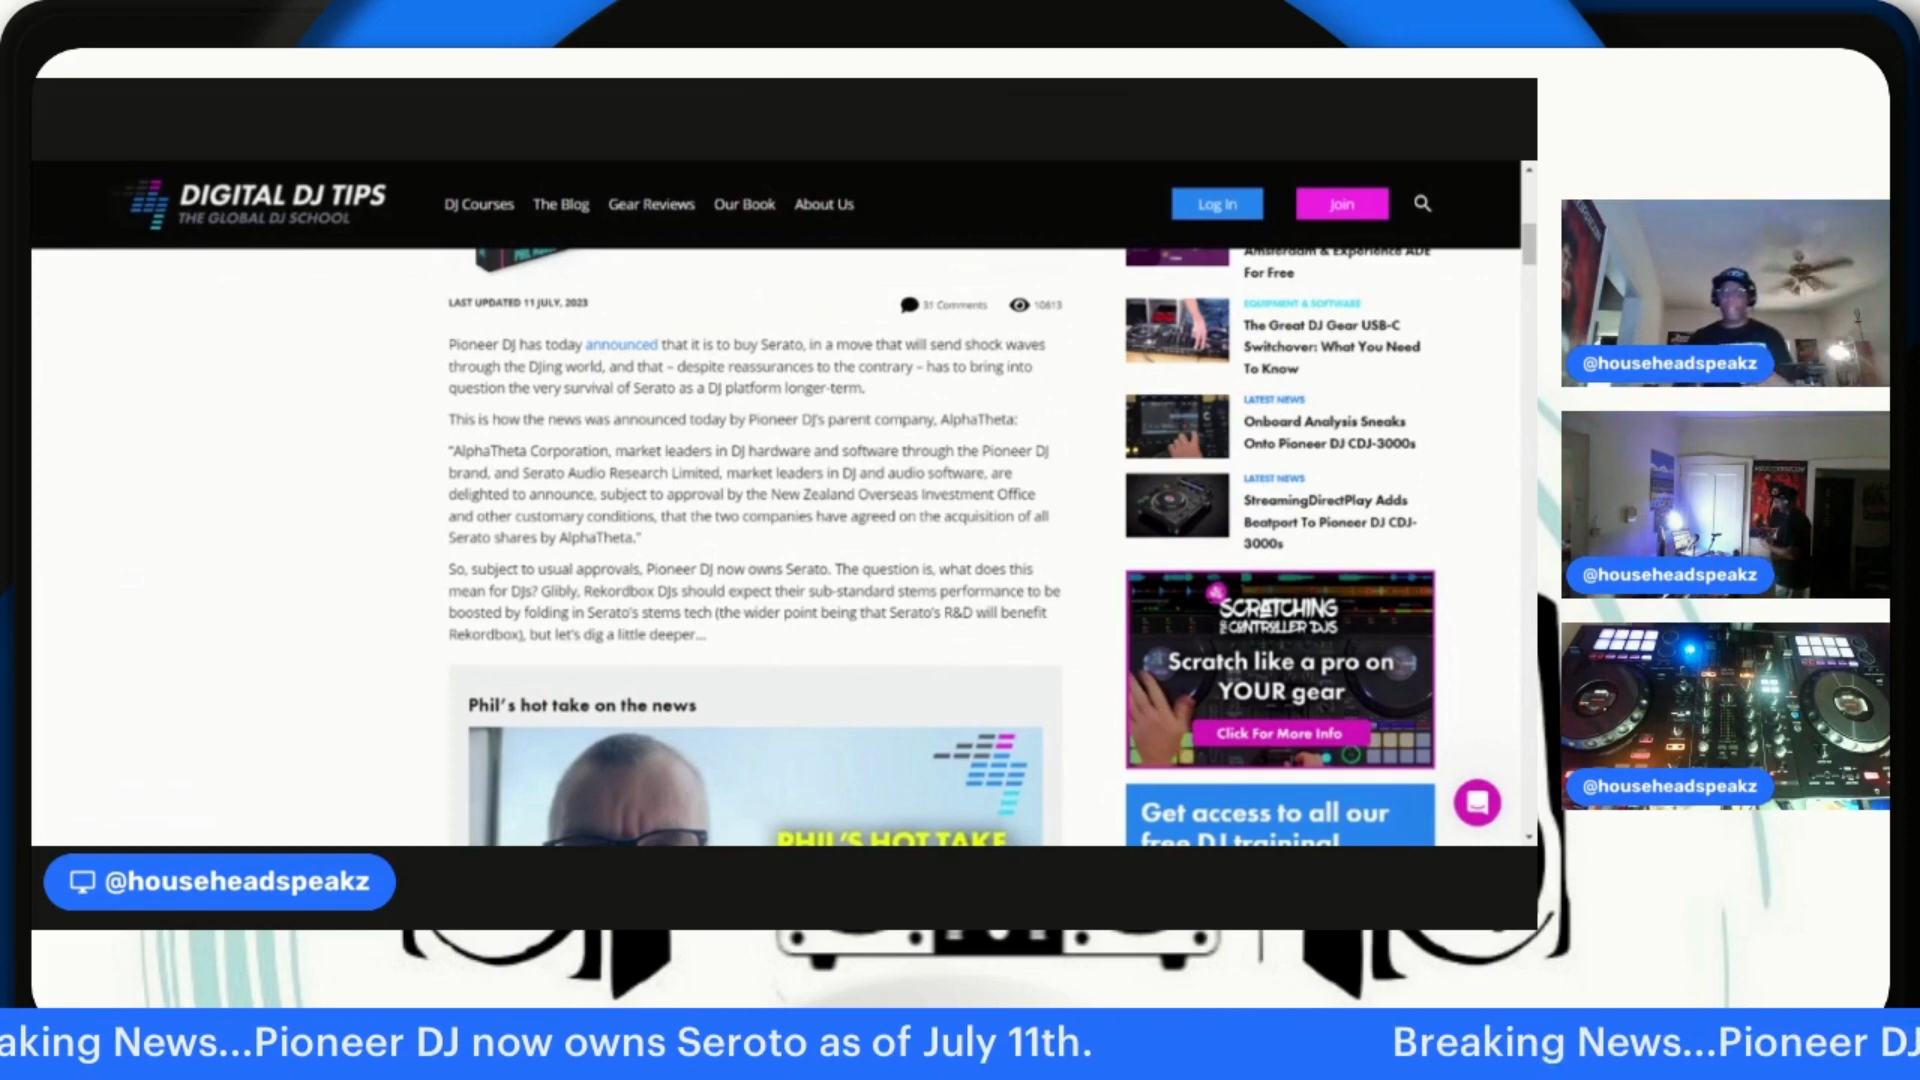 DIGITAL DJ TIPS
THE GLOBAL DJ SCHOOL
DJ Courses The Blog Gear Reviews Our Book About Us
Log In
Join
LAST UPDATED 11 JULY, 2023
31 Comments
10613
Pioneer DJ has today announced that it is to buy Serato, in a move that will send shock waves
through the DJing world, and that – despite reassurances to the contrary – has to bring into
question the very survival of Serato as a DJ platform longer-term.
This is how the news was announced today by Pioneer DJ's parent company, AlphaTheta:
"AlphaTheta Corporation, market leaders in DJ hardware and software through the Pioneer DJ
brand, and Serato Audio Research Limited, market leaders in DJ and audio software, are
delighted to announce, subject to approval by the New Zealand Overseas Investment Office
and other customary conditions, that the two companies have agreed on the acquisition of all
Serato shares by AlphaTheta."
So, subject to usual approvals, Pioneer DJ now owns Serato. The question is, what does this
mean for DJs? Glibly, Rekordbox DJs should expect their sub-standard stems performance to be
boosted by folding in Serato's stems tech (the wider point being that Serato's R&D will benefit
Rekordbox), but let's dig a little deeper...
Phil's hot take on the news
PHIL'S HOT TAKE
Amsterdam & Experience ADE
For Free
EQUIPMENT & SOFTWARE
The Great DJ Gear USB-C
Switchover: What You Need
To Know
LATEST NEWS
Onboard Analysis Sneaks
Onto Pioneer DJ CDJ-3000s
LATEST NEWS
StreamingDirectPlay Adds
Beatport To Pioneer DJ CDJ-
3000s
SCRATCHING
FOR CONTROLLER DJS
Scratch like a pro on
YOUR gear
Click For More Info
Get access to all our
free DJ training!
@househeadspeakz
@househeadspeakz
@househeadspeakz
@househeadspeakz
aking News...Pioneer DJ now owns Seroto as of July 11th.
Breaking News...Pioneer DJ